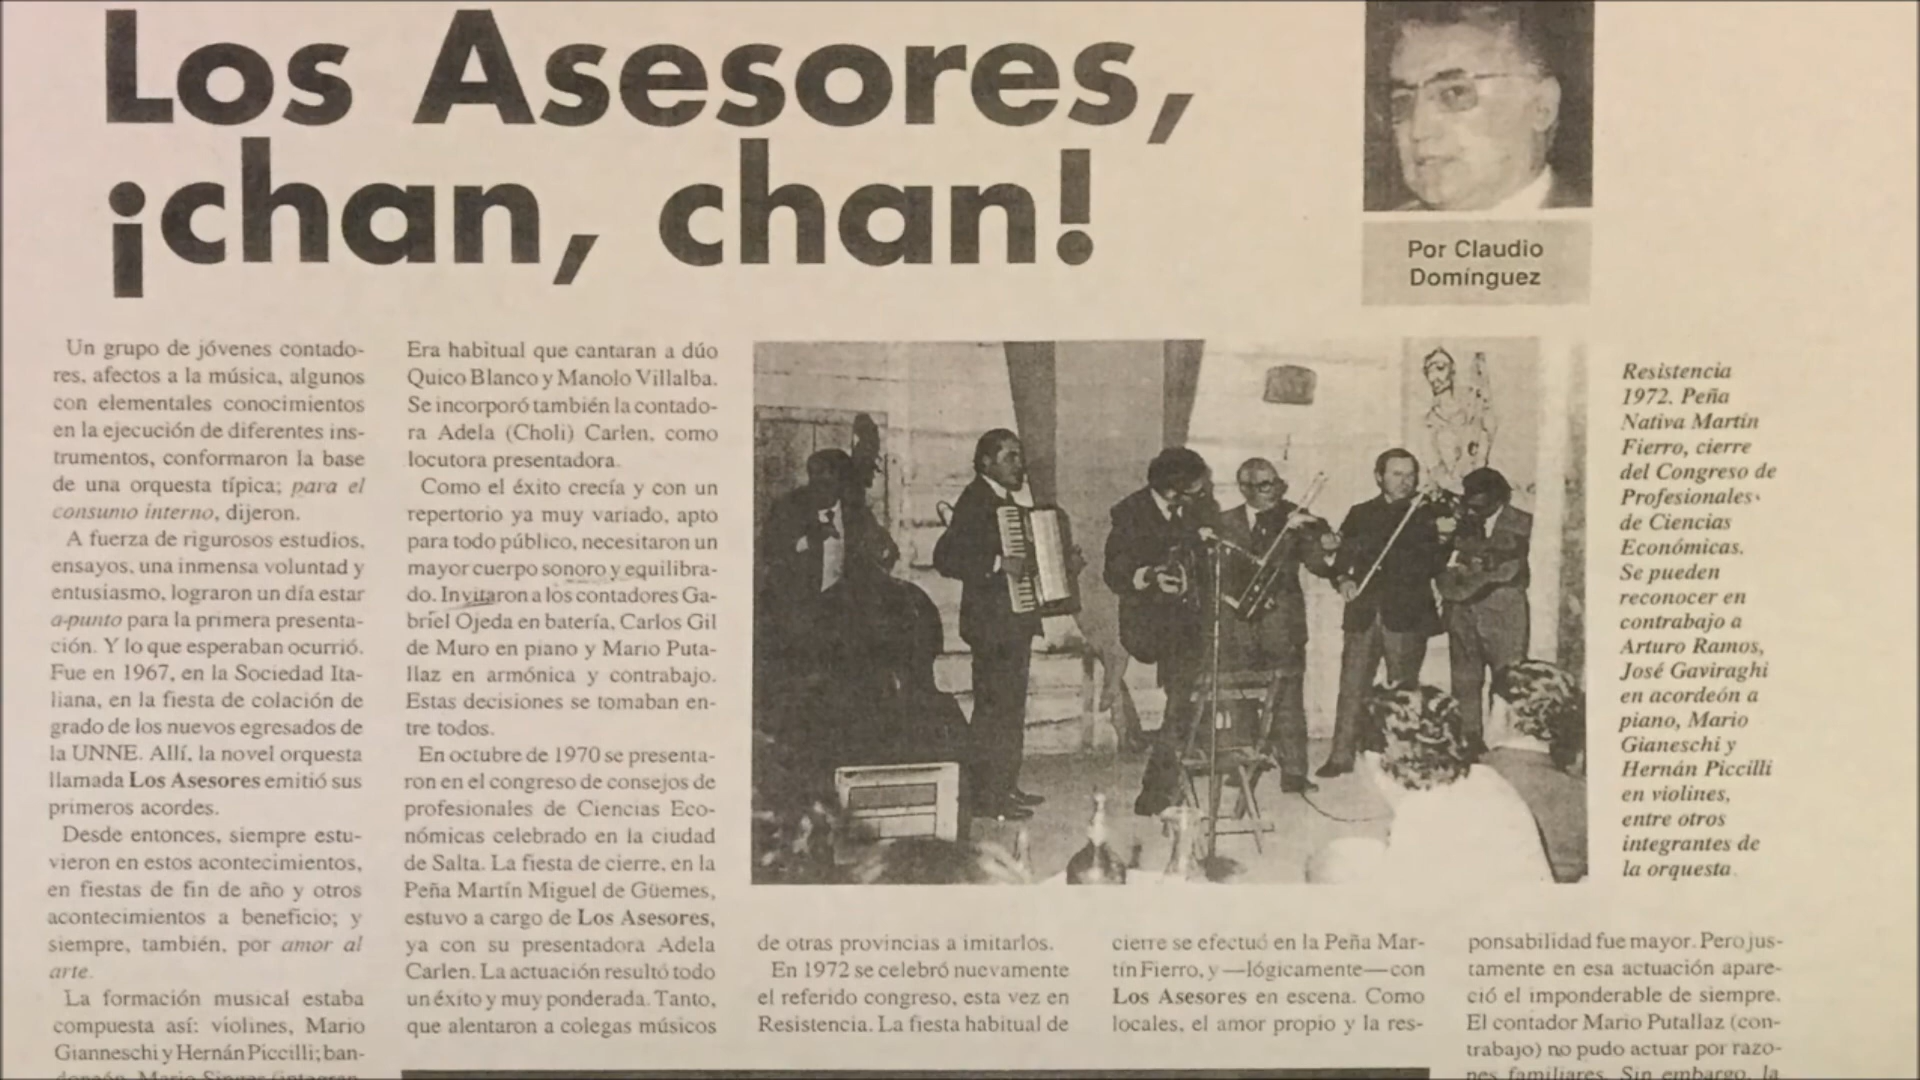 Los Asesores,
¡chan, chan!
Por Claudio
Domínguez
Un grupo de jóvenes contado-
res, afectos a la música, algunos
con elementales conocimientos
en la ejecución de diferentes ins-
trumentos, conformaron la base
de una orquesta típica; para el
consumo interno, dijeron.
A fuerza de rigurosos estudios,
ensayos, una inmensa voluntad y
entusiasmo, lograron un día estar
a-punto para la primera presenta-
ción. Y lo que esperaban ocurrió.
Fue en 1967, en la Sociedad Ita-
liana, en la fiesta de colación de
grado de los nuevos egresados de
la UNNE. Allí, la novel orquesta
llamada Los Asesores emitió sus
primeros acordes.
Desde entonces, siempre estu-
vieron en estos acontecimientos,
en fiestas de fin de año y otros
acontecimientos a beneficio; y
siempre, también, por amor al
arte.
La formación musical estaba
compuesta así: violines, Mario
Gianneschi y Hernán Piccilli; ban-
doneón, Mario Singer (integran-
Era habitual que cantaran a dúo
Quico Blanco y Manolo Villalba.
Se incorporó también la contado-
ra Adela (Choli) Carlen, como
locutora presentadora.
Como el éxito crecía y con un
repertorio ya muy variado, apto
para todo público, necesitaron un
mayor cuerpo sonoro y equilibra-
do. Invitaron a los contadores Ga-
briel Ojeda en batería, Carlos Gil
de Muro en piano y Mario Puta-
llaz en armónica y contrabajo.
Estas decisiones se tomaban en-
tre todos.
En octubre de 1970 se presenta-
ron en el congreso de consejos de
profesionales de Ciencias Eco-
nómicas celebrado en la ciudad
de Salta. La fiesta de cierre, en la
Peña Martín Miguel de Güemes,
estuvo a cargo de Los Asesores,
ya con su presentadora Adela
Carlen. La actuación resultó todo
un éxito y muy ponderada. Tanto,
que alentaron a colegas músicos
Resistencia
1972. Peña
Nativa Martín
Fierro, cierre
del Congreso de
Profesionales
de Ciencias
Económicas.
Se pueden
reconocer en
contrabajo a
Arturo Ramos,
José Gaviraghi
en acordeón a
piano, Mario
Gianeschi y
Hernán Piccilli
en violines,
entre otros
integrantes de
la orquesta.
de otras provincias a imitarlos.
En 1972 se celebró nuevamente
el referido congreso, esta vez en
Resistencia. La fiesta habitual de
cierre se efectuó en la Peña Mar-
tín Fierro, y —lógicamente— con
Los Asesores en escena. Como
locales, el amor propio y la res-
ponsabilidad fue mayor. Pero jus-
tamente en esa actuación apare-
ció el imponderable de siempre.
El contador Mario Putallaz (con-
trabajo) no pudo actuar por razo-
nes familiares. Sin embargo, la